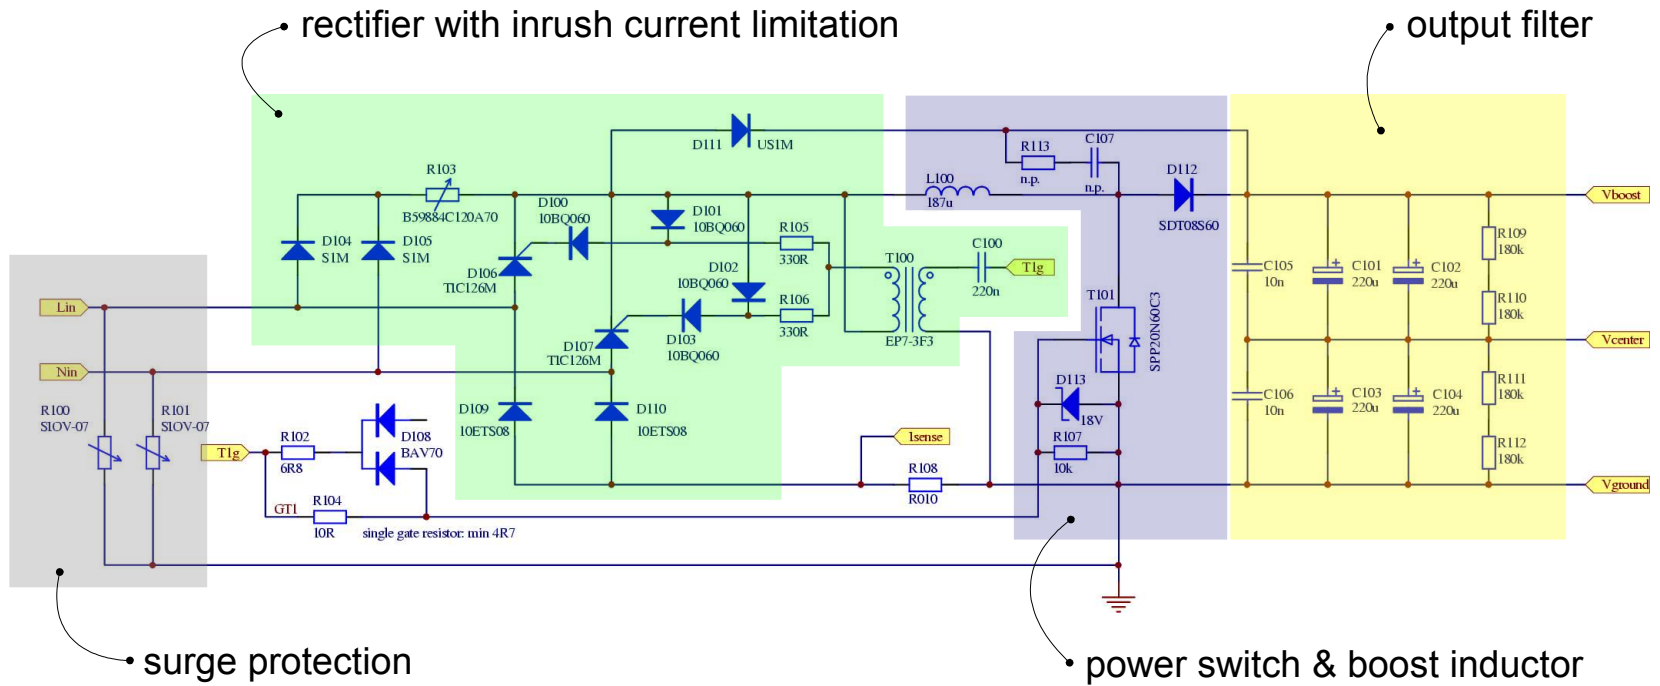 rectifier with inrush current limitation
output filter
D111
US1M
R113
n.p.
C107
n.p.
R103
B59884C120A70
L100
187u
D112
SDT08S60
Vboost
D100
10BQ060
D101
10BQ060
R105
330R
D104
S1M
D105
S1M
D106
TIC126M
D102
10BQ060
T100
C100
220n
T1g
R106
330R
EP7-3F3
C105
10n
C101
220u
C102
220u
R109
180k
R110
180k
Lin
D107
TIC126M
D103
10BQ060
T101
SPP20N60C3
Vcenter
Nin
R100
S10V-07
R101
S10V-07
D109
10ETS08
D110
10ETS08
D113
18V
C106
10n
C103
220u
C104
220u
R111
180k
R112
180k
T1g
R102
6R8
D108
BAV70
Isense
R107
10k
R108
R010
Vground
GT1
R104
10R
single gate resistor: min 4R7
surge protection
power switch & boost inductor